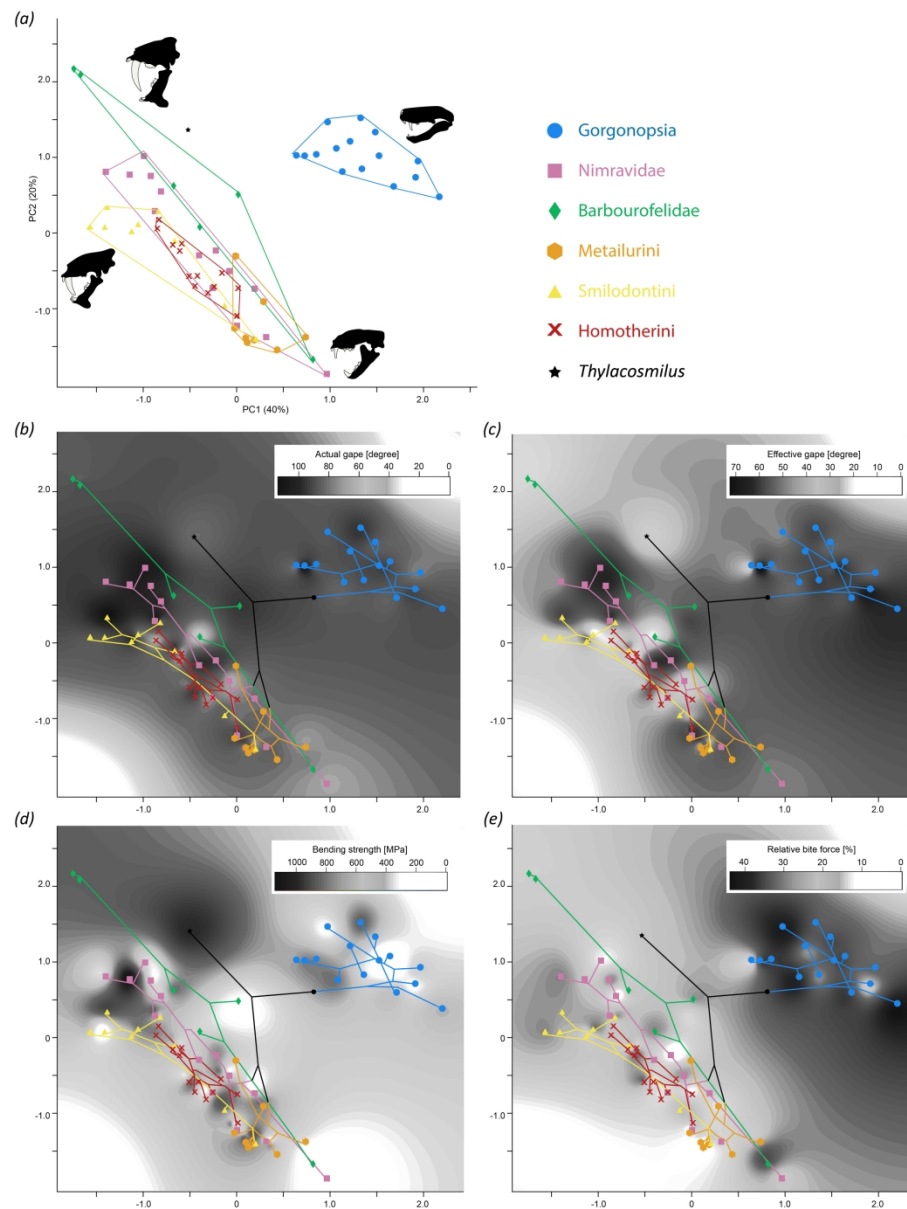 (a)
2.0
1.0
0
-1.0
PC2 (20%)
-1.0 0 1.0 2.0
PC1 (40%)
Gorgonopsia
Nimravidae
Barbourofelidae
Metailurini
Smilodontini
Homotherini
Thylacosmilus
(b)
Actual gape [degree]
100 80 60 40 20 0
2.0
1.0
0
-1.0
-1.0 0 1.0 2.0
(c)
Effective gape [degree]
70 60 50 40 30 20 10 0
2.0
1.0
0
-1.0
-1.0 0 1.0 2.0
(d)
Bending strength [MPa]
1000 800 600 400 200 0
2.0
1.0
0
-1.0
-1.0 0 1.0 2.0
(e)
Relative bite force [%]
40 30 20 10 0
2.0
1.0
0
-1.0
-1.0 0 1.0 2.0